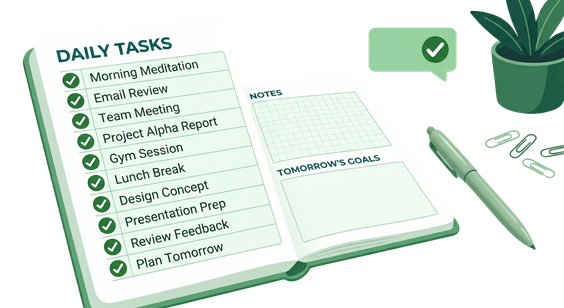 DAILY TASKS
Morning Meditation
Email Review
Team Meeting
Project Alpha Report
Gym Session
Lunch Break
Design Concept
Presentation Prep
Review Feedback
Plan Tomorrow
NOTES
TOMORROW'S GOALS